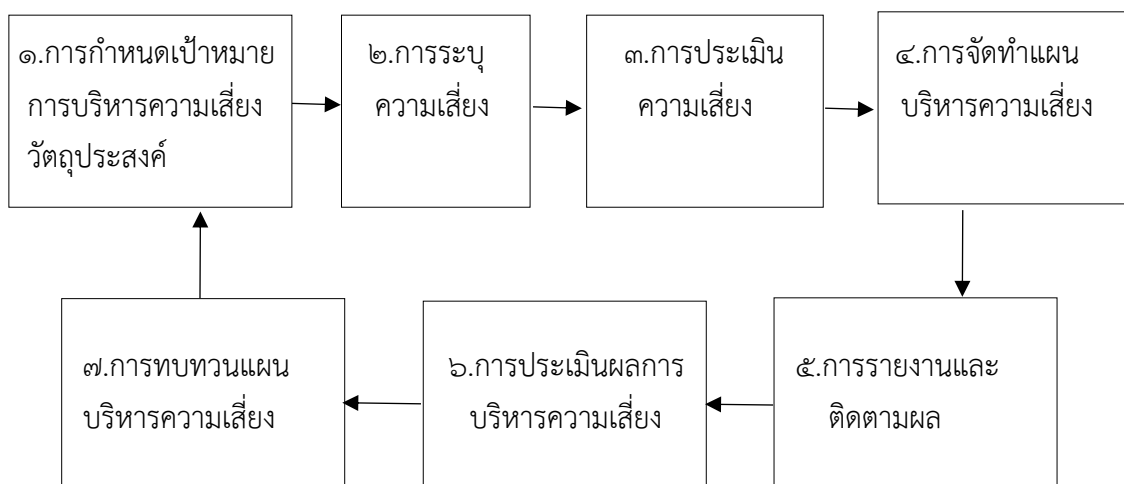 ๑.การกำหนดเป้าหมาย
การบริหารความเสี่ยง
วัตถุประสงค์
๒.การระบุ
ความเสี่ยง
๓.การประเมิน
ความเสี่ยง
๔.การจัดทำแผน
บริหารความเสี่ยง
๕.การรายงานและ
ติดตามผล
๖.การประเมินผลการ
บริหารความเสี่ยง
๗.การทบทวนแผน
บริหารความเสี่ยง